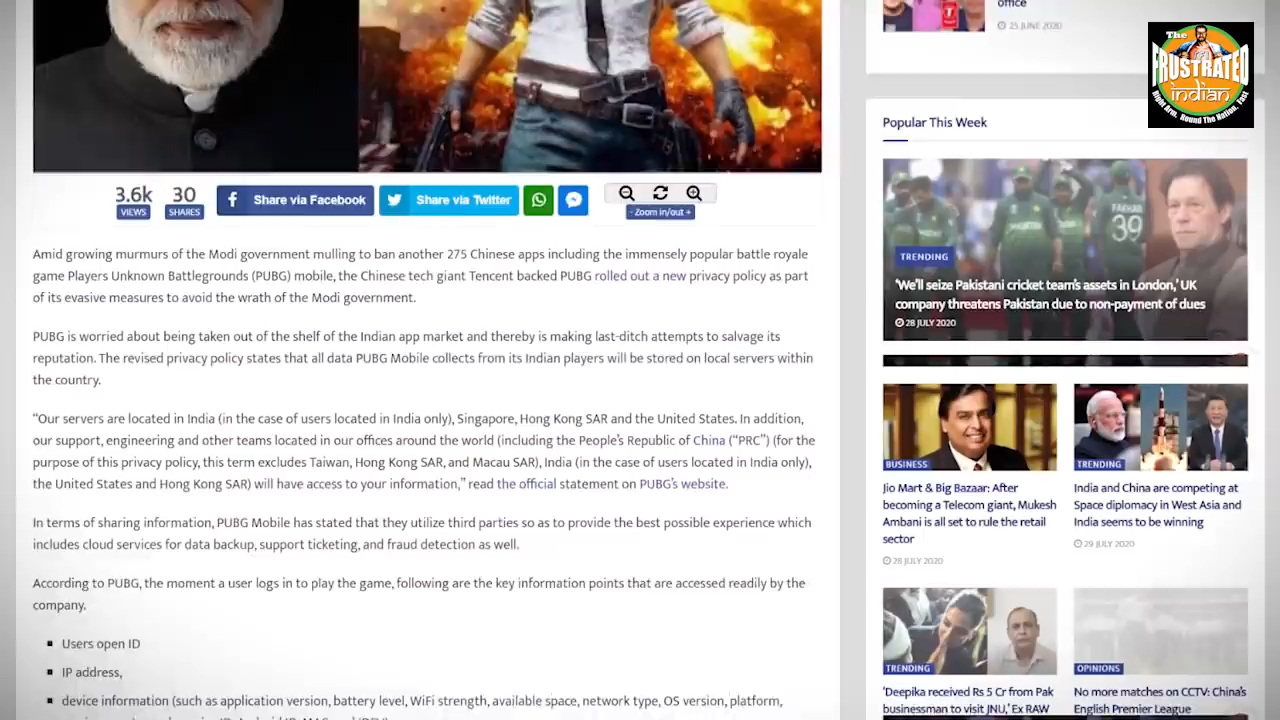 office
25 JUNE 2020
The
FRUSTRATED
indian
Right Arm. Round The Nation. Fast
Popular This Week
3.6k
VIEWS
30
SHARES
Share via Facebook
Share via Twitter
- Zoom in/out +
FAKHAR
39
TRENDING
'We'll seize Pakistani cricket team's assets in London,' UK
company threatens Pakistan due to non-payment of dues
28 JULY 2020
Amid growing murmurs of the Modi government mulling to ban another 275 Chinese apps including the immensely popular battle royale
game Players Unknown Battlegrounds (PUBG) mobile, the Chinese tech giant Tencent backed PUBG rolled out a new privacy policy as part
of its evasive measures to avoid the wrath of the Modi government.
PUBG is worried about being taken out of the shelf of the Indian app market and thereby is making last-ditch attempts to salvage its
reputation. The revised privacy policy states that all data PUBG Mobile collects from its Indian players will be stored on local servers within
the country.
“Our servers are located in India (in the case of users located in India only), Singapore, Hong Kong SAR and the United States. In addition,
our support, engineering and other teams located in our offices around the world (including the People's Republic of China (“PRC”) (for the
purpose of this privacy policy, this term excludes Taiwan, Hong Kong SAR, and Macau SAR), India (in the case of users located in India only),
the United States and Hong Kong SAR) will have access to your information,” read the official statement on PUBG's website.
In terms of sharing information, PUBG Mobile has stated that they utilize third parties so as to provide the best possible experience which
includes cloud services for data backup, support ticketing, and fraud detection as well.
According to PUBG, the moment a user logs in to play the game, following are the key information points that are accessed readily by the
company.
Users open ID
IP address,
device information (such as application version, battery level, WiFi strength, available space, network type, OS version, platform,
BUSINESS
Jio Mart & Big Bazaar: After
becoming a Telecom giant, Mukesh
Ambani is all set to rule the retail
sector
28 JULY 2020
TRENDING
India and China are competing at
Space diplomacy in West Asia and
India seems to be winning
29 JULY 2020
TRENDING
'Deepika received Rs 5 Cr from Pak
businessman to visit JNU,' Ex RAW
OPINIONS
No more matches on CCTV: China's
English Premier League